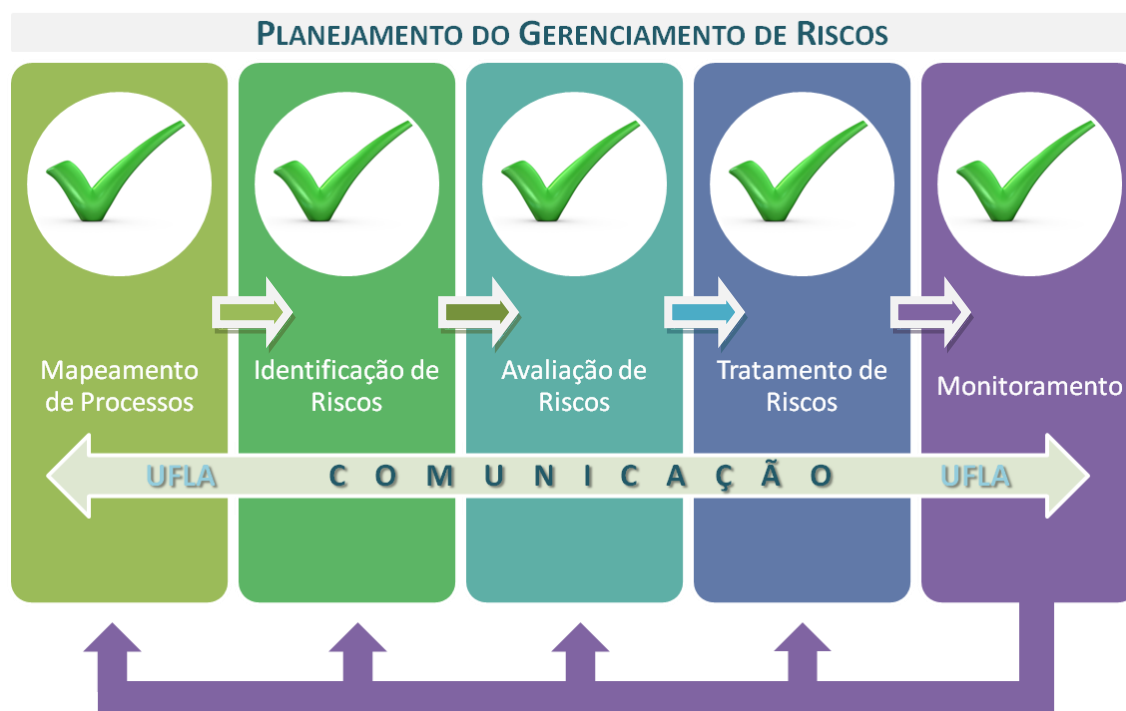 PLANEJAMENTO DO GERENCIAMENTO DE RISCOS
Mapeamento
de Processos
Identificação de
Riscos
Avaliação de
Riscos
Tratamento de
Riscos
Monitoramento
UFLA COMUNICAÇÃO UFLA